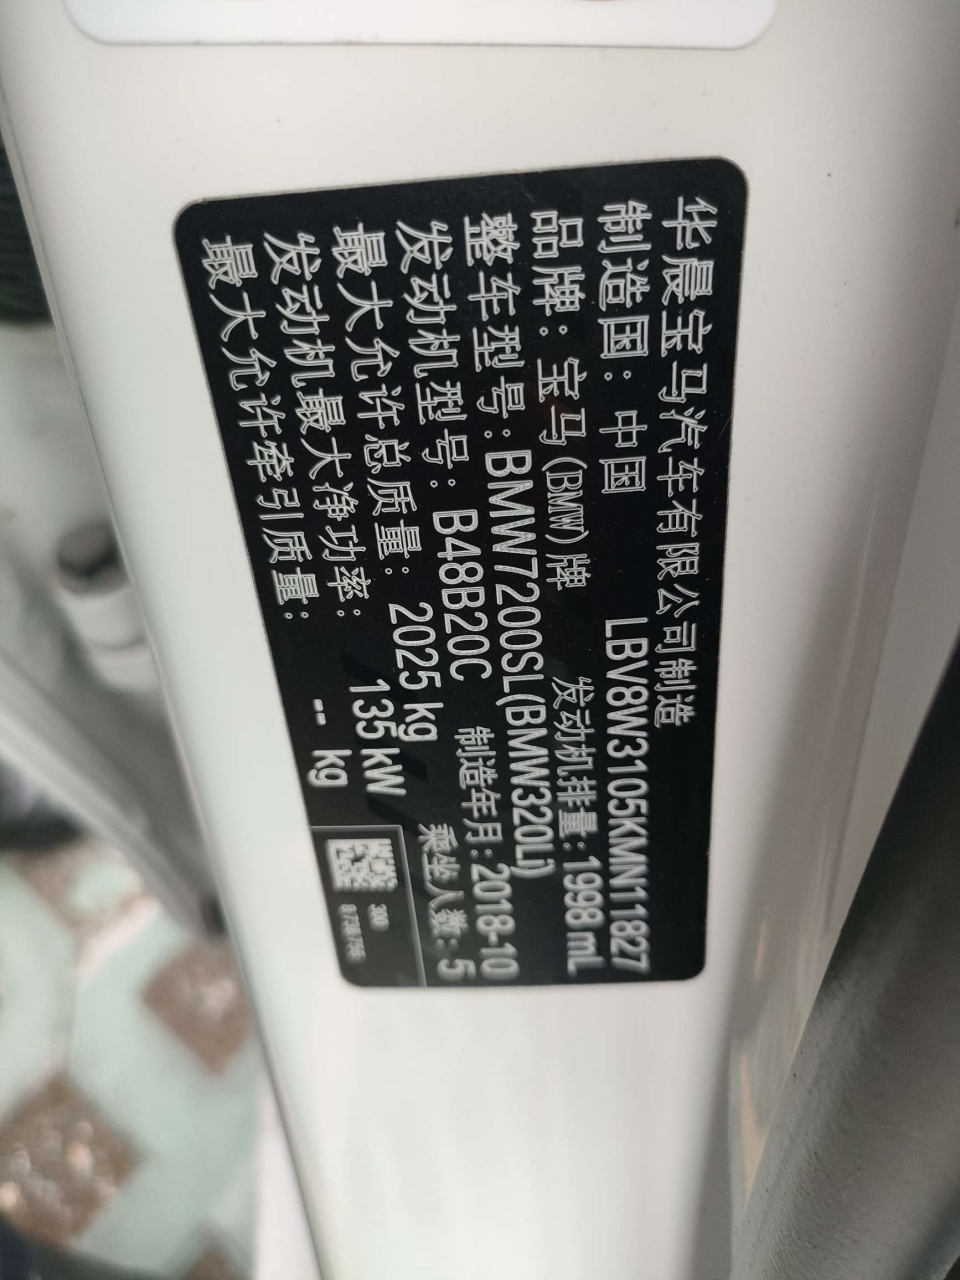 华晨宝马汽车有限公司制造
制造国：中国 LBV8W3105KMN11827
品牌：宝马(BMW)牌 发动机排量：1998 mL
整车型号：BMW7200SL(BMW320Li)
发动机型号：B48B20C 制造年月：2018-10
最大允许总质量：2025 kg 乘坐人数：5
发动机最大净功率：135 kW
最大允许牵引质量：-- kg